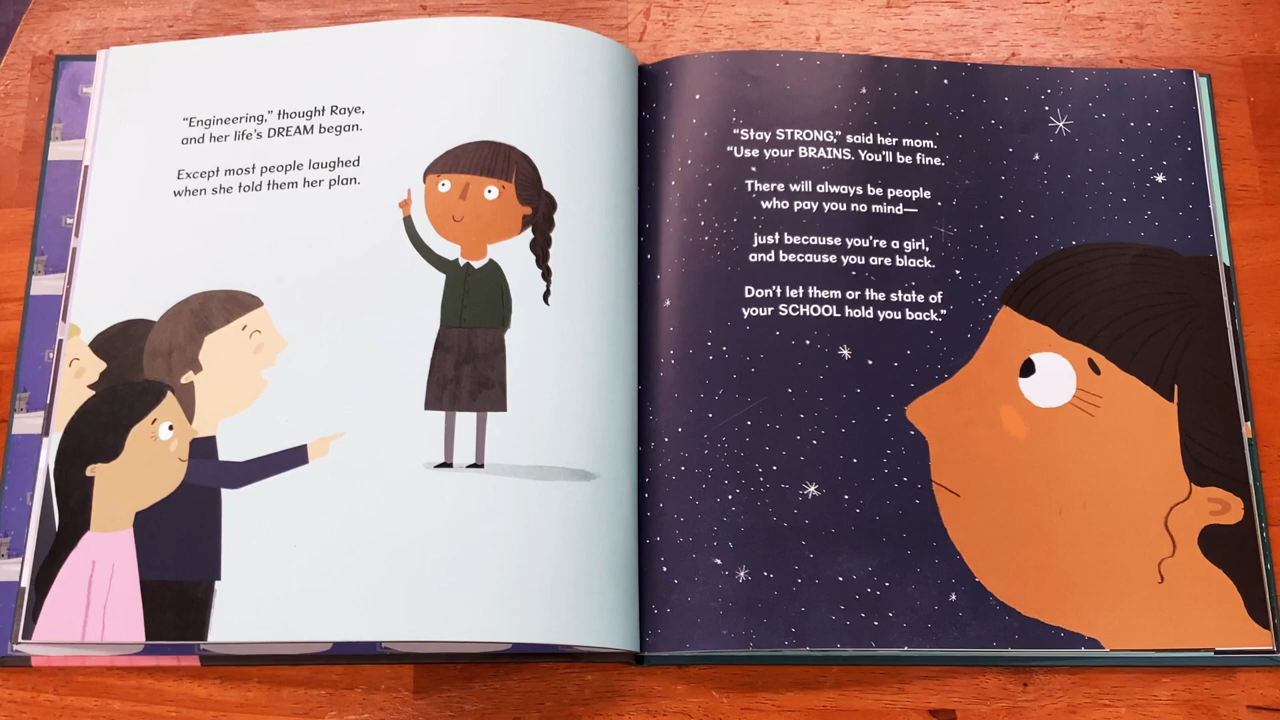 “Engineering,” thought Raye,
and her life’s DREAM began.
Except most people laughed
when she told them her plan.
“Stay STRONG,” said her mom.
“Use your BRAINS. You’ll be fine.
There will always be people
who pay you no mind—
just because you’re a girl,
and because you are black.
Don’t let them or the state of
your SCHOOL hold you back.”